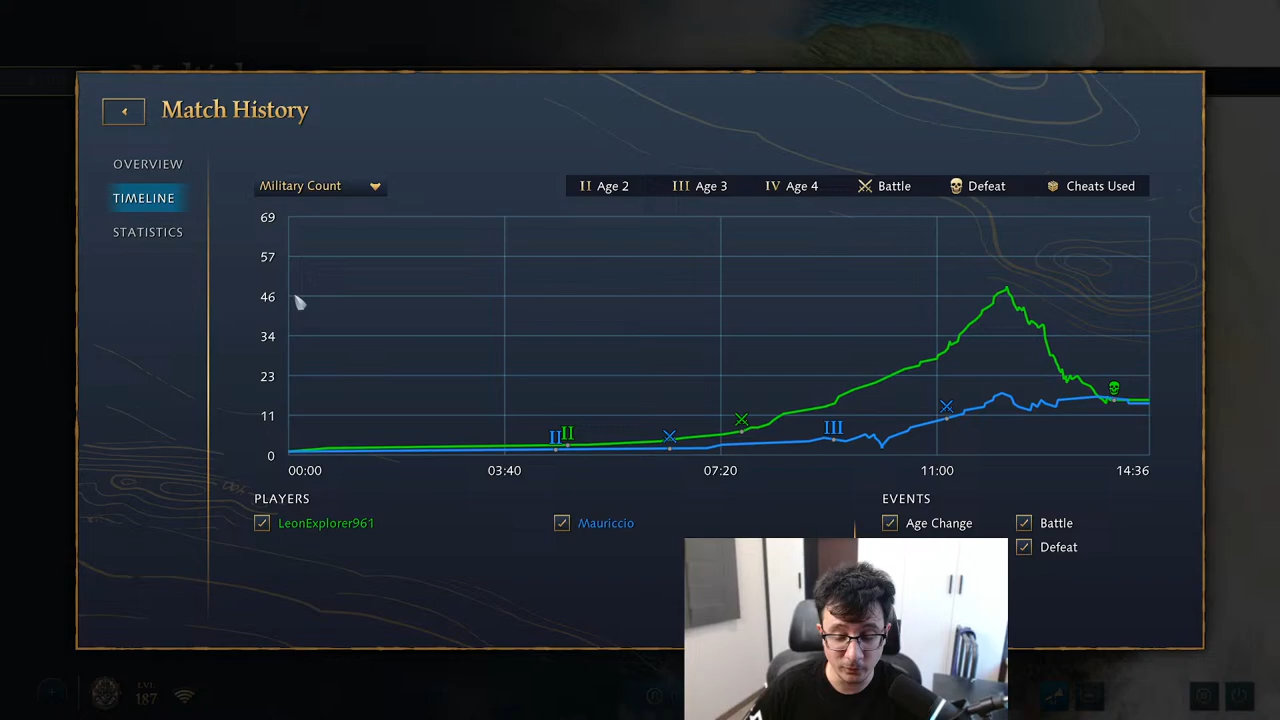 Match History
OVERVIEW
TIMELINE
STATISTICS
Military Count
II Age 2 III Age 3 IV Age 4 Battle Defeat Cheats Used
69
57
46
34
23
11
0
II II III
00:00 03:40 07:20 11:00 14:36
PLAYERS
LeonExplorer961 Mauriccio
EVENTS
Age Change Battle
Defeat
LVL
187